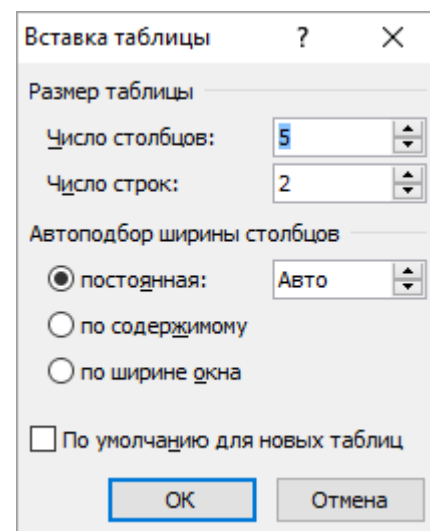 Вставка таблицы ? ×
Размер таблицы
Число столбцов: 5
Число строк: 2
Автоподбор ширины столбцов
постоянная: Авто
по содержимому
по ширине окна
По умолчанию для новых таблиц
ОК Отмена